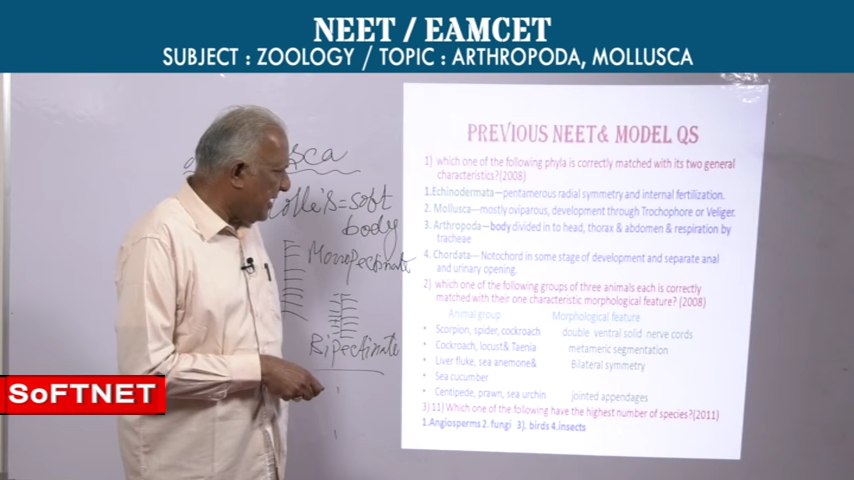 NEET / EAMCET
SUBJECT : ZOOLOGY / TOPIC : ARTHROPODA, MOLLUSCA
sca
olle's = soft
body
Monopectinate
Bipectinate
SoFTNET
PREVIOUS NEET& MODEL QS
1) which one of the following phyla is correctly matched with its two general
characteristics?(2008)
1.Echinodermata—pentamerous radial symmetry and internal fertilization.
2. Mollusca—mostly oviparous, development through Trochophore or Veliger.
3. Arthropoda—body divided in to head, thorax & abdomen & respiration by
tracheae
4. Chordata—Notochord in some stage of development and separate anal
and urinary opening.
2) which one of the following groups of three animals each is correctly
matched with their one characteristic morphological feature? (2008)
Animal group Morphological feature
• Scorpion, spider, cockroach double ventral solid nerve cords
• Cockroach, locust& Taenia metameric segmentation
• Liver fluke, sea anemone& Bilateral symmetry
• Sea cucumber
• Centipede, prawn, sea urchin jointed appendages
3) 11) Which one of the following have the highest number of species?(2011)
1.Angiosperms 2. fungi 3). birds 4.insects